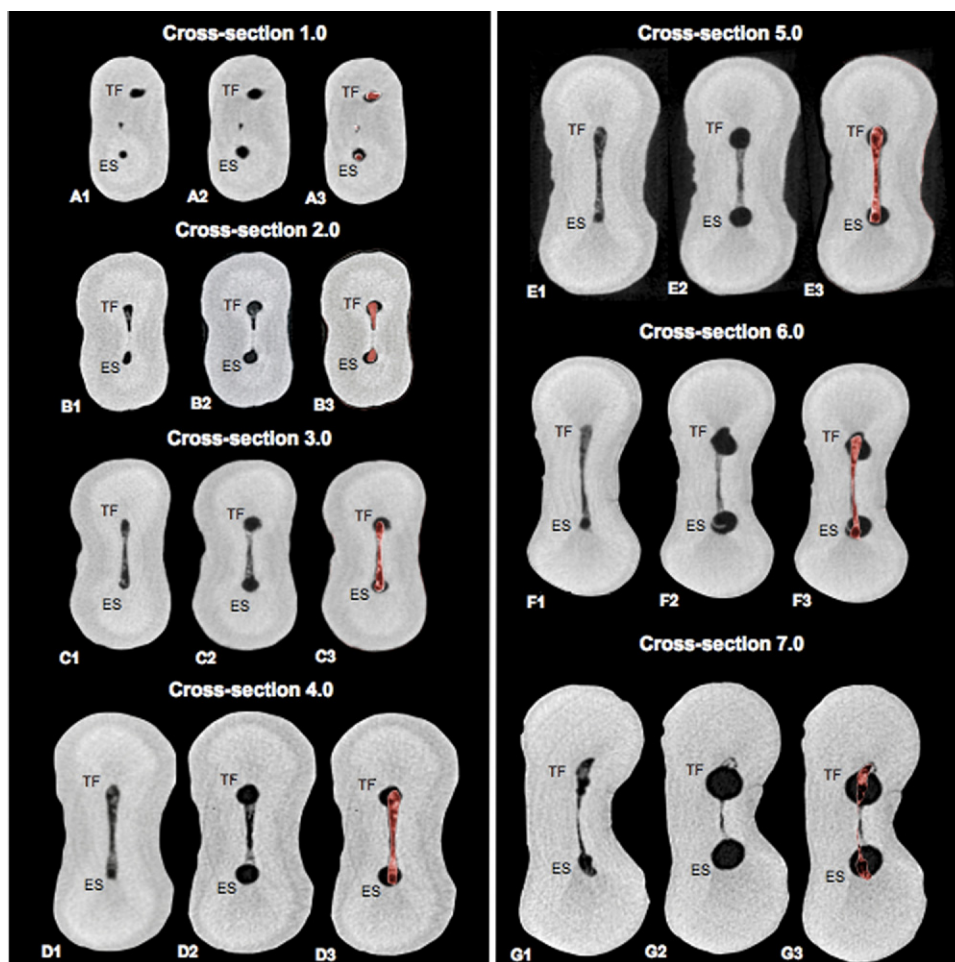 Cross-section 1.0
TF TF TF
ES ES ES
A1 A2 A3
Cross-section 2.0
TF TF TF
ES ES ES
B1 B2 B3
Cross-section 3.0
TF TF TF
ES ES ES
C1 C2 C3
Cross-section 4.0
TF TF TF
ES ES ES
D1 D2 D3
Cross-section 5.0
TF TF TF
ES ES ES
E1 E2 E3
Cross-section 6.0
TF TF TF
ES ES ES
F1 F2 F3
Cross-section 7.0
TF TF TF
ES ES ES
G1 G2 G3